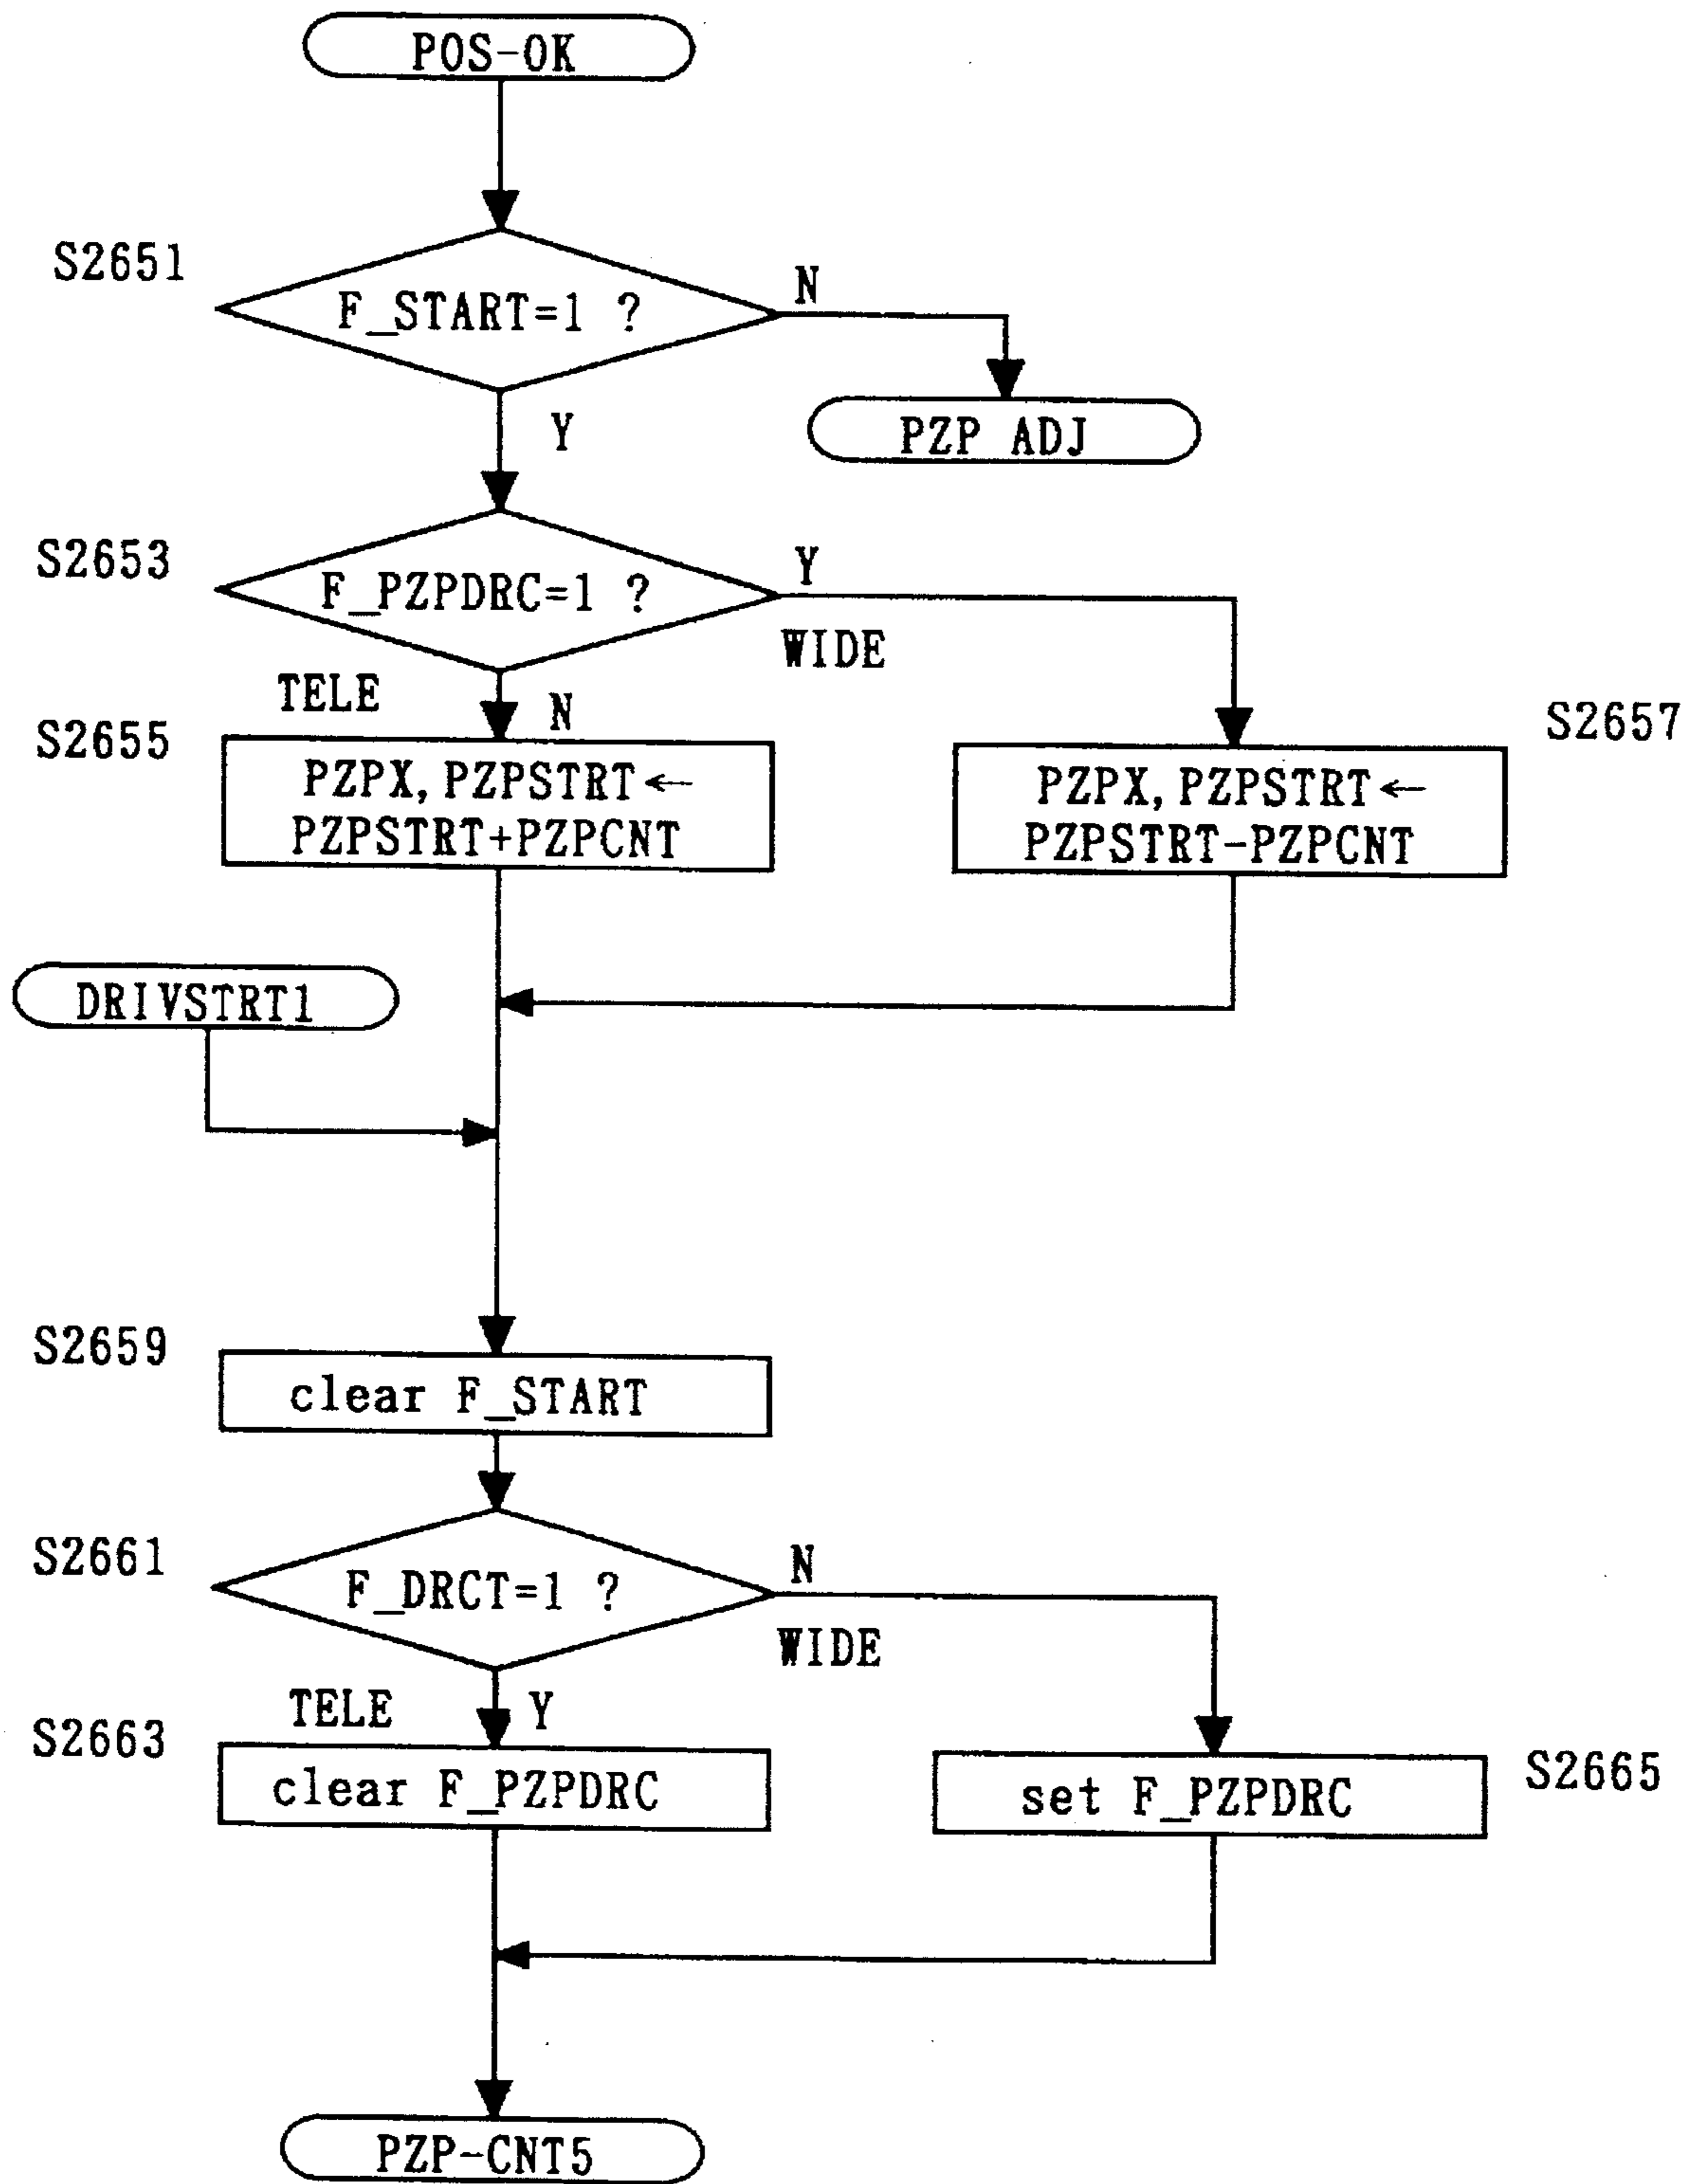 POS-OK
S2651
F_START=1 ?
N
Y
PZP ADJ
S2653
F_PZPDRC=1 ?
Y
WIDE
TELE
N
S2655
PZPX, PZPSTRT←
PZPSTRT+PZPCNT
S2657
PZPX, PZPSTRT←
PZPSTRT-PZPCNT
DRIVSTRT1
S2659
clear F_START
S2661
F_DRCT=1 ?
N
WIDE
TELE
Y
S2663
clear F_PZPDRC
set F_PZPDRC
S2665
PZP-CNT5